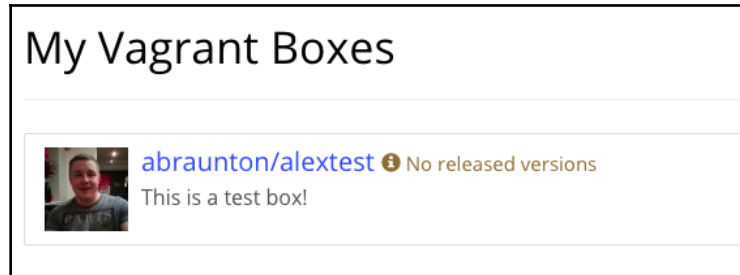 My Vagrant Boxes
abraunton/alextest No released versions
This is a test box!